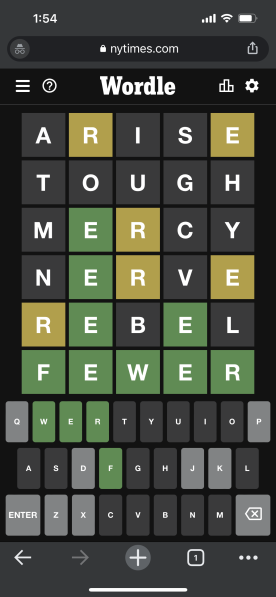 1:54
nytimes.com
Wordle
A R I S E
T O U G H
M E R C Y
N E R V E
R E B E L
F E W E R
Q W E R T Y U I O P
A S D F G H J K L
ENTER Z X C V B N M
1